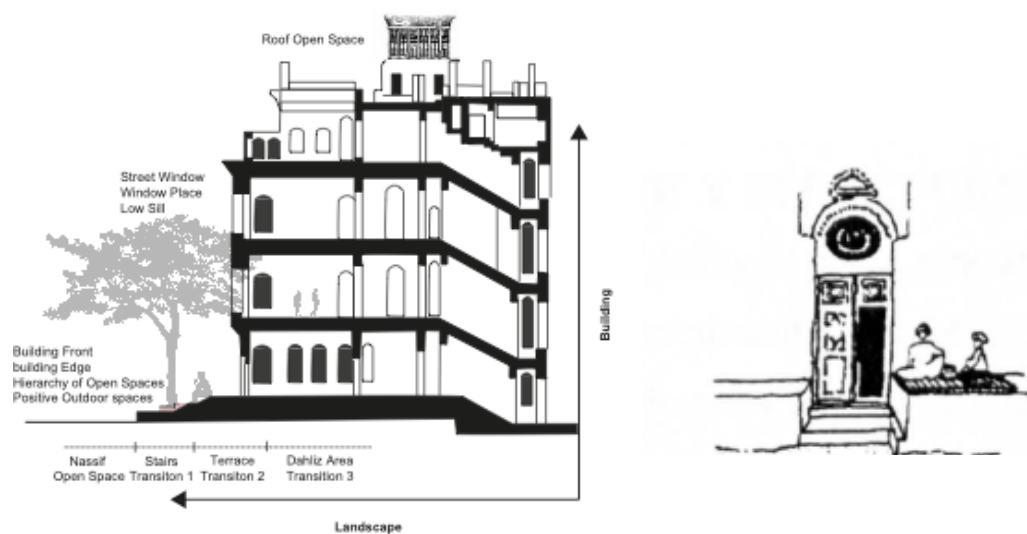 Roof Open Space
Street Window
Window Place
Low Sill
Building
Building Front
building Edge
Hierarchy of Open Spaces
Positive Outdoor spaces
Nassif
Open Space
Stairs
Transiton 1
Terrace
Transiton 2
Dahliz Area
Transition 3
Landscape